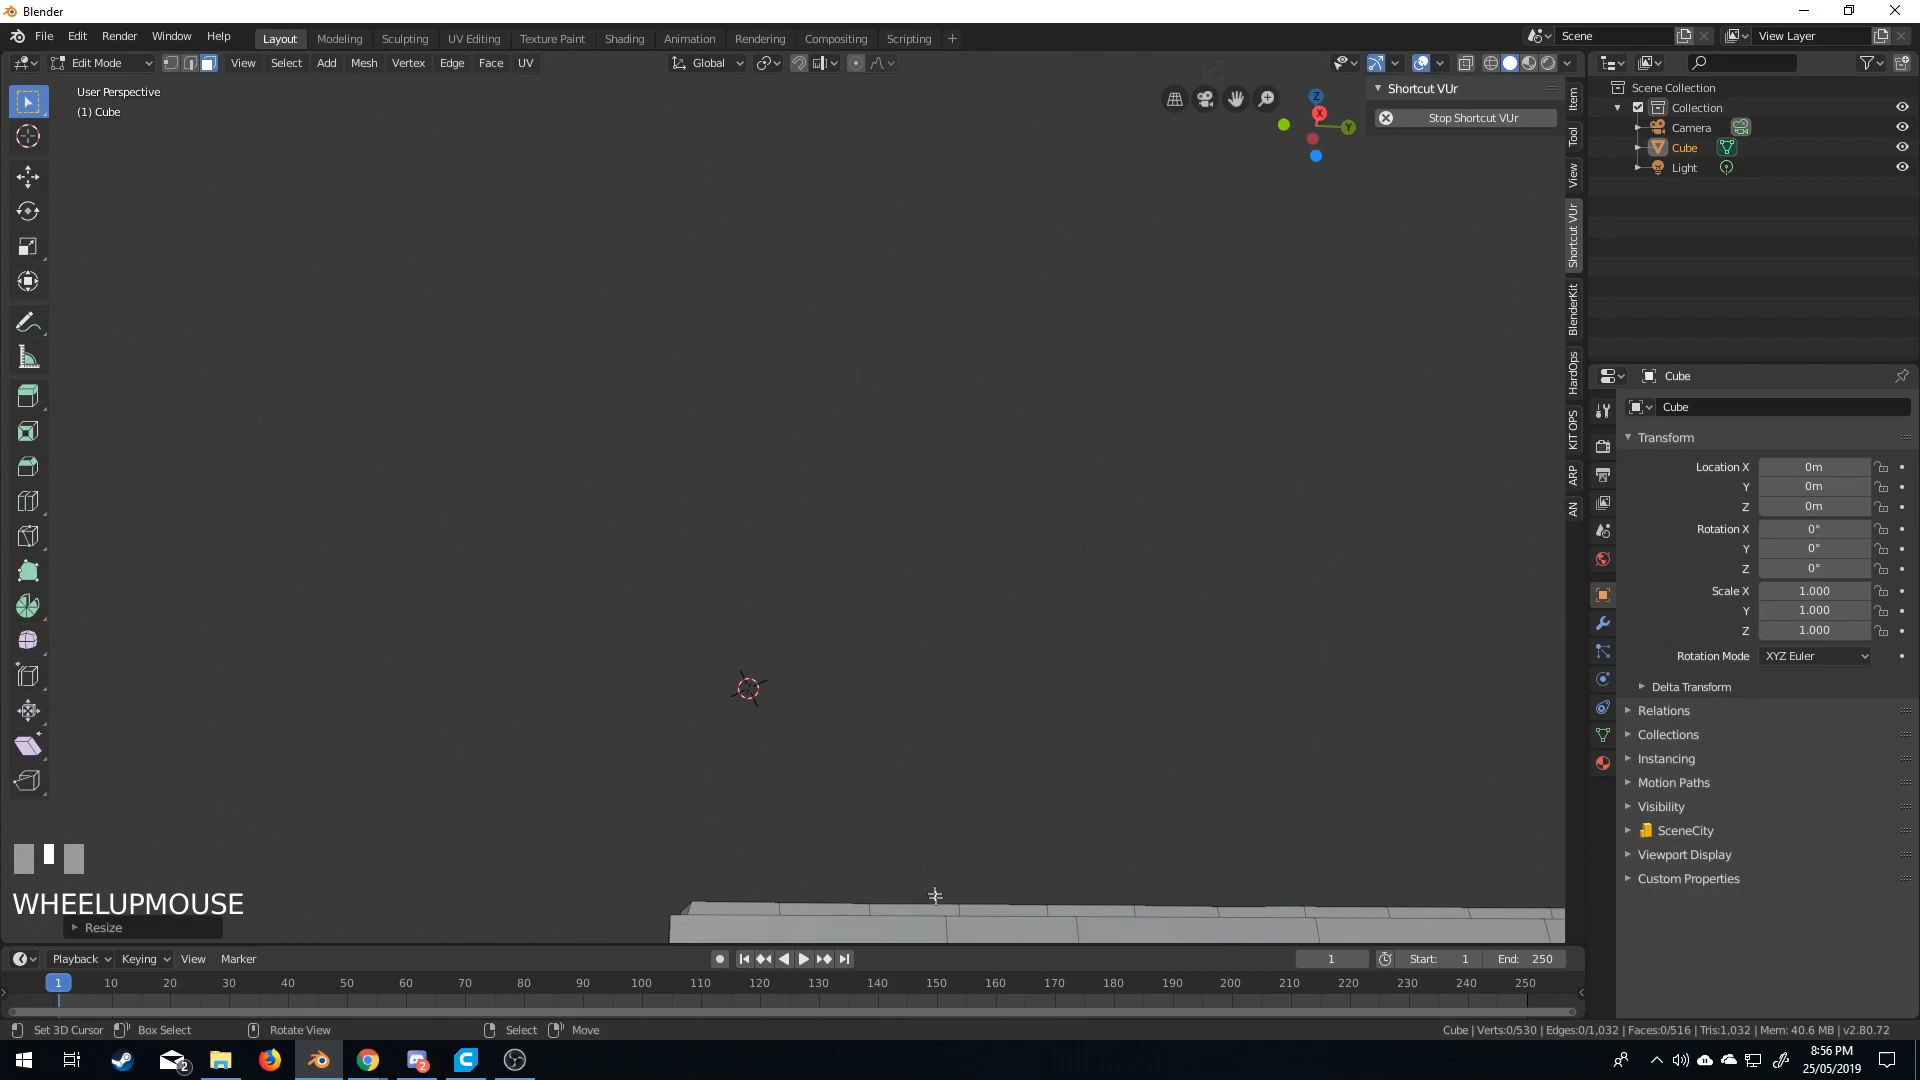 Blender
File Edit Render Window Help
Layout Modeling Sculpting UV Editing Texture Paint Shading Animation Rendering Compositing Scripting
Scene
View Layer
Edit Mode View Select Add Mesh Vertex Edge Face UV
Global
User Perspective
(1) Cube
Z
X
Y
Shortcut VUr
Stop Shortcut VUr
Item
Tool
View
Shortcut VUr
BlenderKit
HardOps
KIT OPS
ARP
AN
Scene Collection
Collection
Camera
Cube
Light
Cube
Cube
Transform
Location X 0m
Y 0m
Z 0m
Rotation X 0°
Y 0°
Z 0°
Scale X 1.000
Y 1.000
Z 1.000
Rotation Mode XYZ Euler
Delta Transform
Relations
Collections
Instancing
Motion Paths
Visibility
SceneCity
Viewport Display
Custom Properties
WHEELUPMOUSE
Resize
Playback Keying View Marker
1 Start: 1 End: 250
1 10 20 30 40 50 60 70 80 90 100 110 120 130 140 150 160 170 180 190 200 210 220 230 240 250
Set 3D Cursor Box Select Rotate View Select Move
Cube | Verts:0/530 | Edges:0/1,032 | Faces:0/516 | Tris:1,032 | Mem: 40.6 MB | v2.80.72
2
2
8:56 PM
25/05/2019